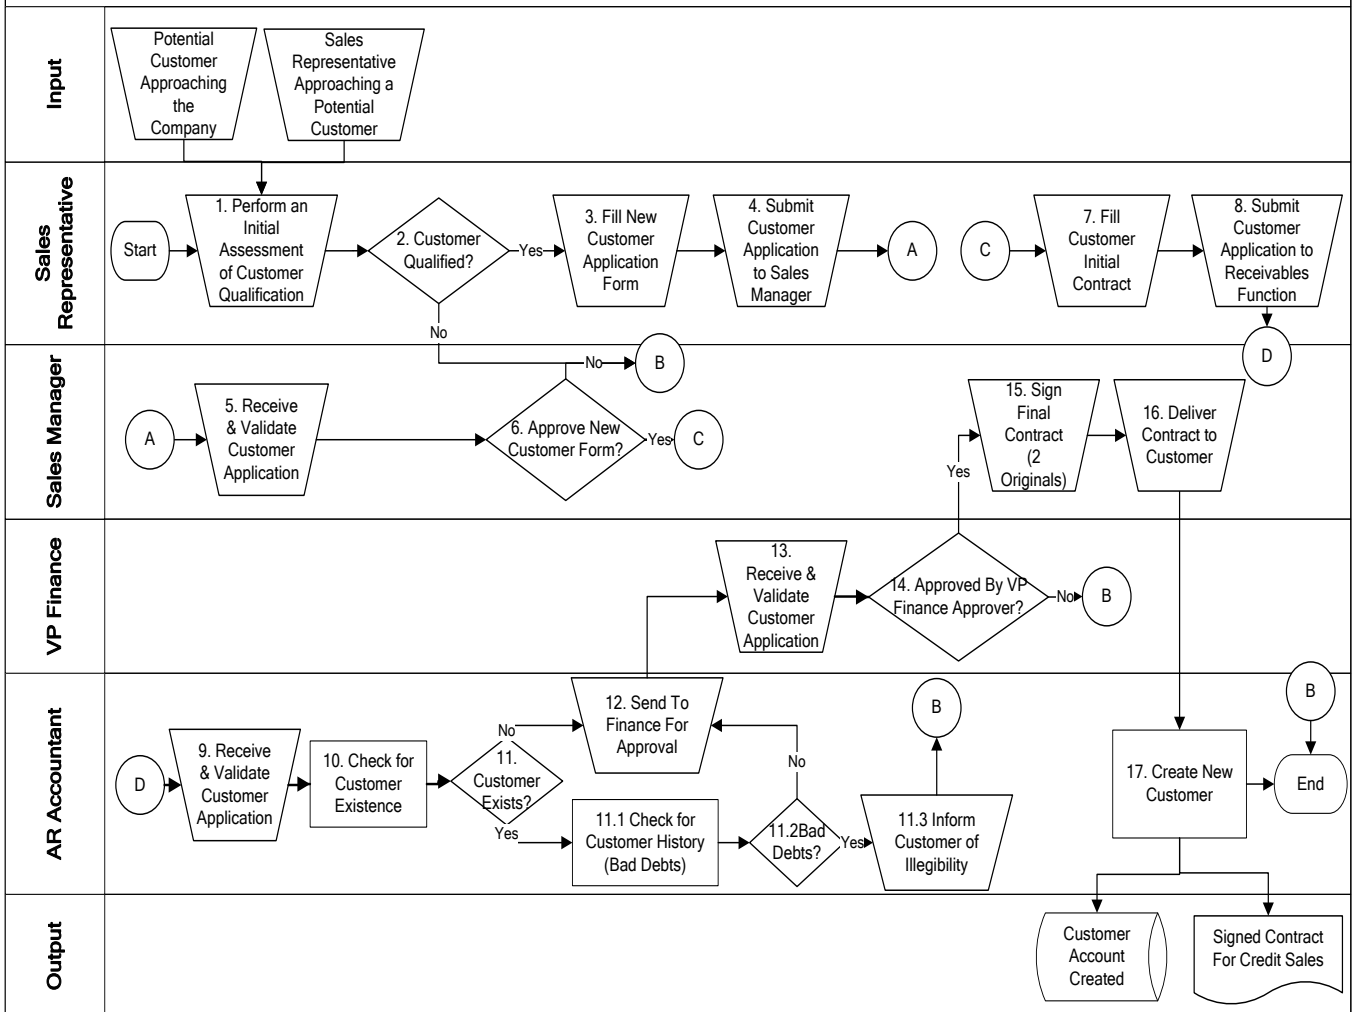 Input
Potential
Customer
Approaching
the
Company
Sales
Representative
Approaching a
Potential
Customer
Sales
Representative
Start
1. Perform an
Initial
Assessment
of Customer
Qualification
2. Customer
Qualified?
Yes
No
3. Fill New
Customer
Application
Form
4. Submit
Customer
Application
to Sales
Manager
A
C
7. Fill
Customer
Initial
Contract
8. Submit
Customer
Application to
Receivables
Function
D
Sales Manager
A
5. Receive
& Validate
Customer
Application
6. Approve New
Customer Form?
No
B
Yes
C
15. Sign
Final
Contract
(2
Originals)
16. Deliver
Contract to
Customer
Yes
VP Finance
13.
Receive &
Validate
Customer
Application
14. Approved By VP
Finance Approver?
No
B
AR Accountant
D
9. Receive
& Validate
Customer
Application
10. Check for
Customer
Existence
11.
Customer
Exists?
No
Yes
12. Send To
Finance For
Approval
11.1 Check for
Customer History
(Bad Debts)
No
11.2Bad
Debts?
Yes
B
11.3 Inform
Customer of
Illegibility
17. Create New
Customer
B
End
Output
Customer
Account
Created
Signed Contract
For Credit Sales